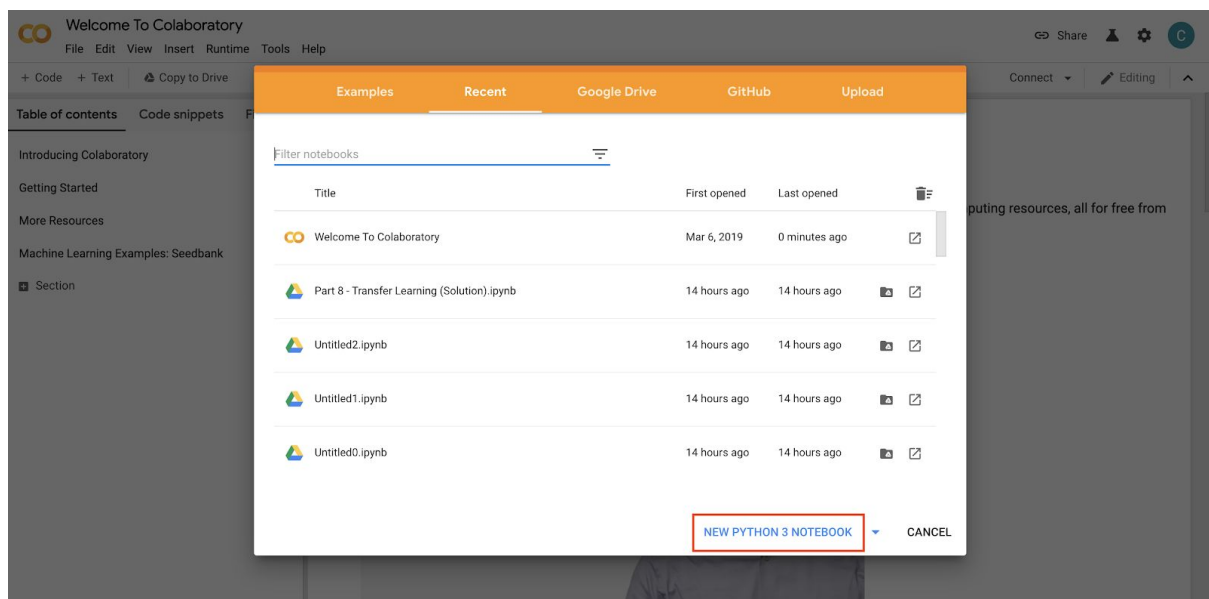 Welcome To Colaboratory
File Edit View Insert Runtime Tools Help
Share
C
+ Code + Text Copy to Drive
Connect
Editing
Table of contents Code snippets
Introducing Colaboratory
Getting Started
More Resources
Machine Learning Examples: Seedbank
Section
Examples Recent Google Drive GitHub Upload
Filter notebooks
Title First opened Last opened
Welcome To Colaboratory Mar 6, 2019 0 minutes ago
Part 8 - Transfer Learning (Solution).ipynb 14 hours ago 14 hours ago
Untitled2.ipynb 14 hours ago 14 hours ago
Untitled1.ipynb 14 hours ago 14 hours ago
Untitled0.ipynb 14 hours ago 14 hours ago
NEW PYTHON 3 NOTEBOOK CANCEL
puting resources, all for free from